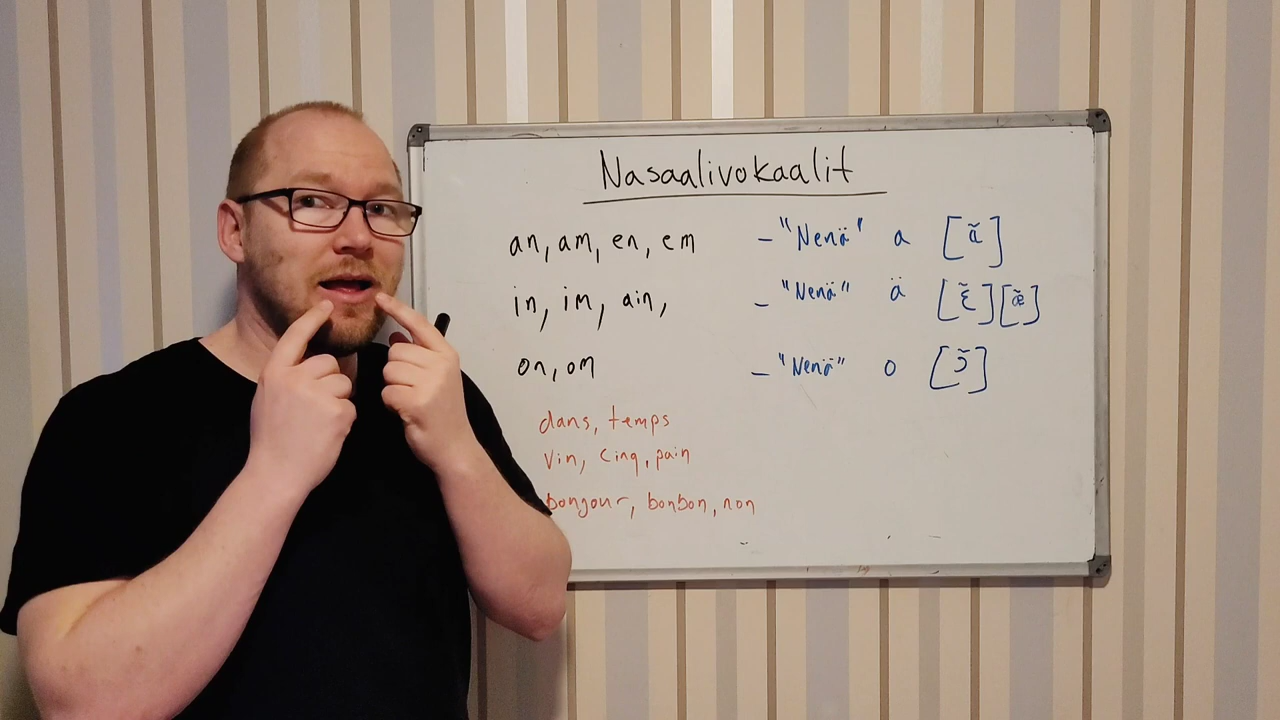 Nasaalivokaalit
an, am, en, em - "Nenä" a [ã]
in, im, ain, - "Nenä" ä [ɛ̃][æ̃]
on, om - "Nenä" o [ɔ̃]
dans, temps
vin, cinq, pain
bonjour, bonbon, non